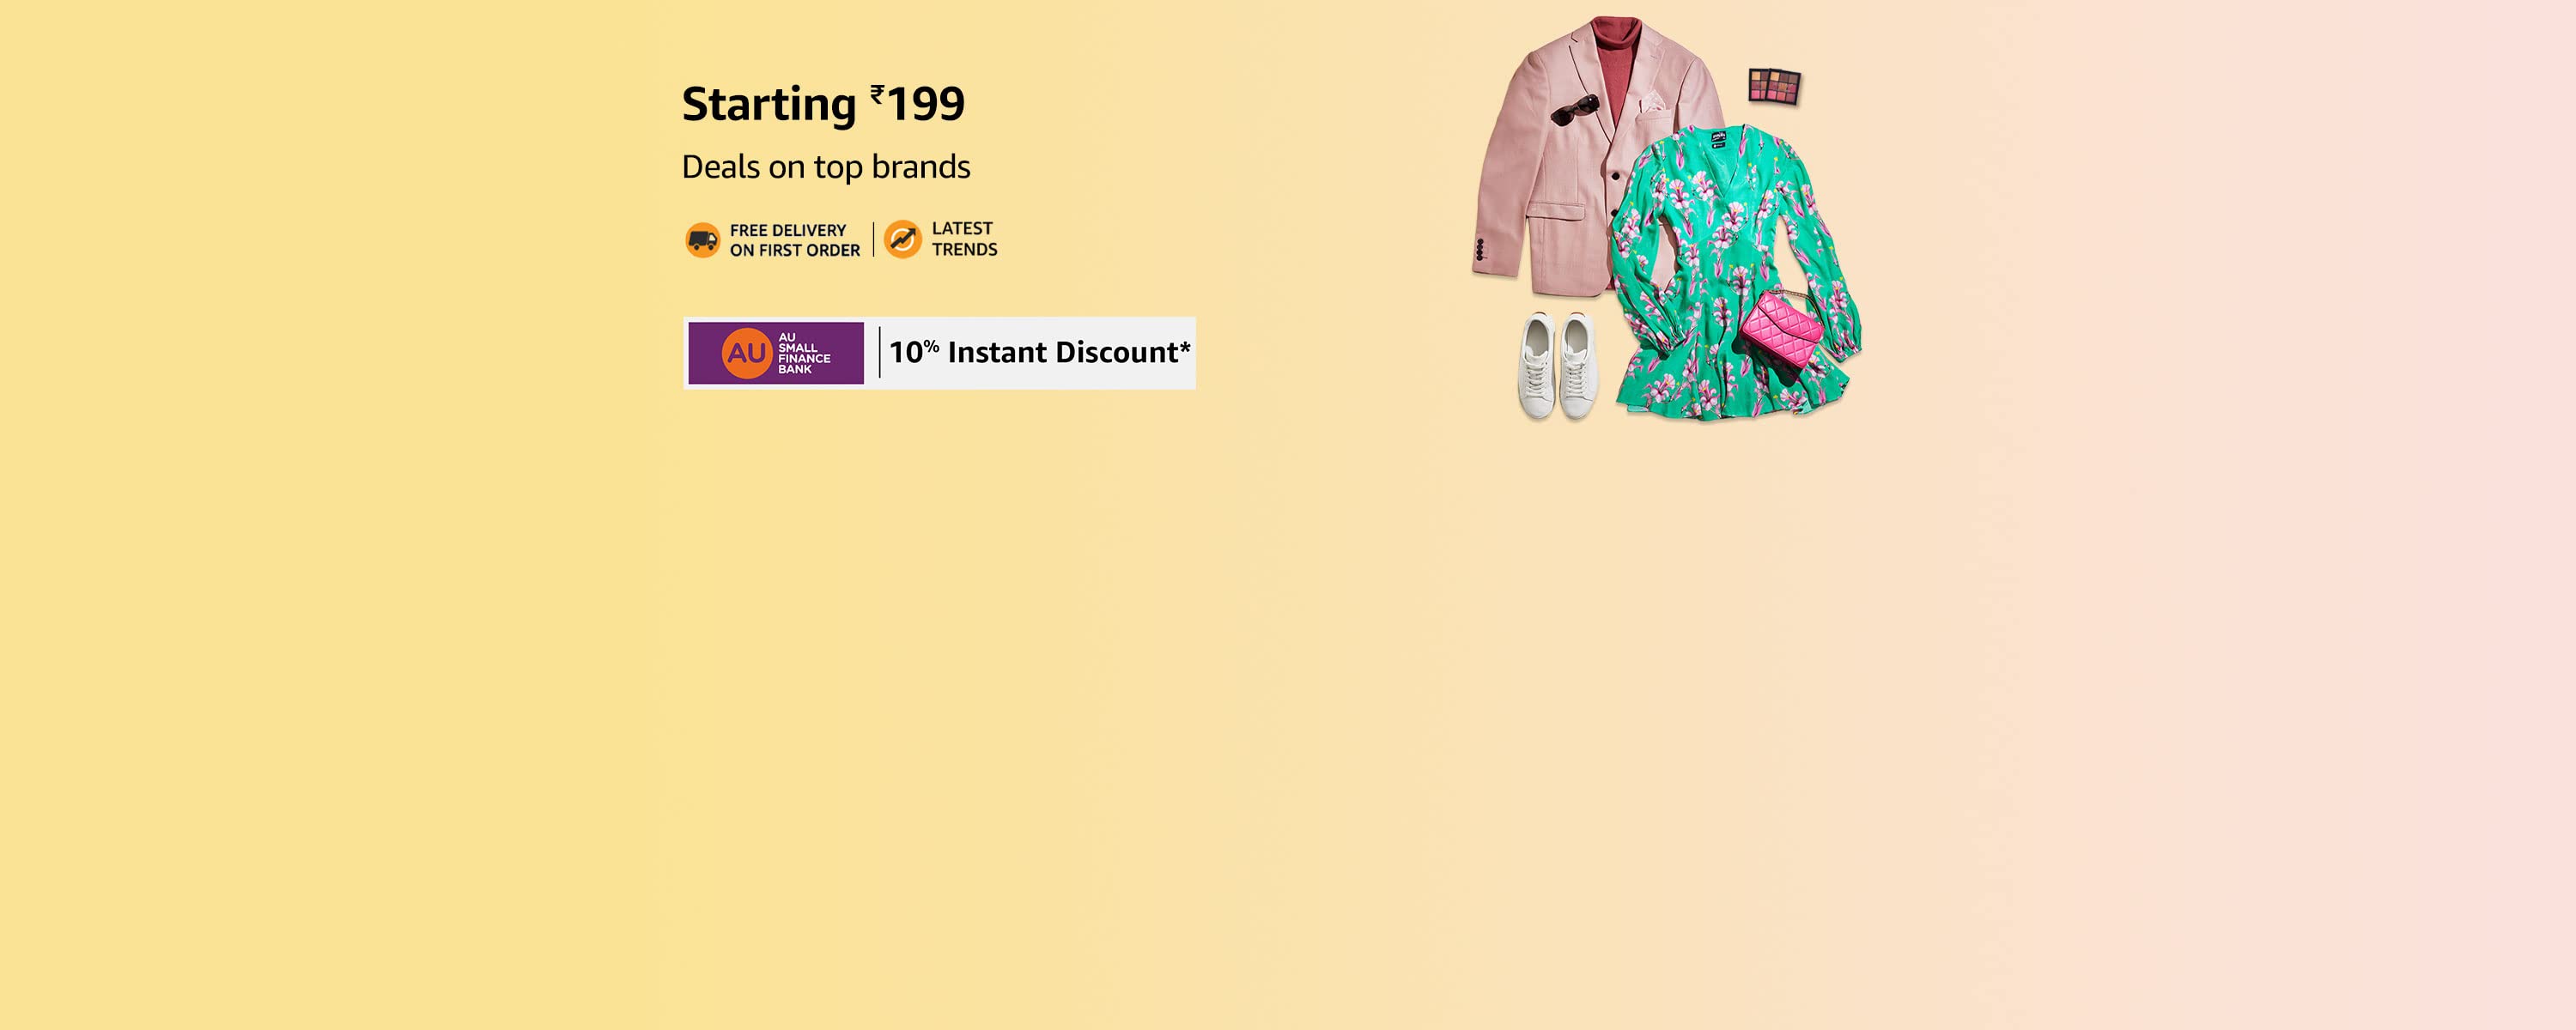 Starting ₹199
Deals on top brands
FREE DELIVERY
ON FIRST ORDER
LATEST
TRENDS
AU
AU
SMALL
FINANCE
BANK
10% Instant Discount*